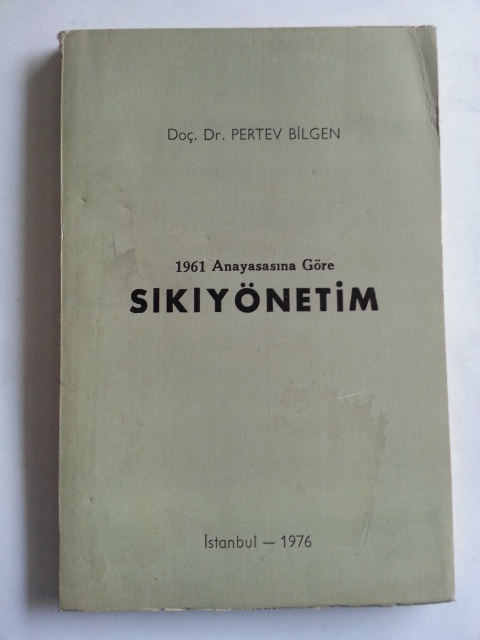 Doç. Dr. PERTEV BİLGEN
1961 Anayasasına Göre
SIKIYÖNETİM
İstanbul — 1976